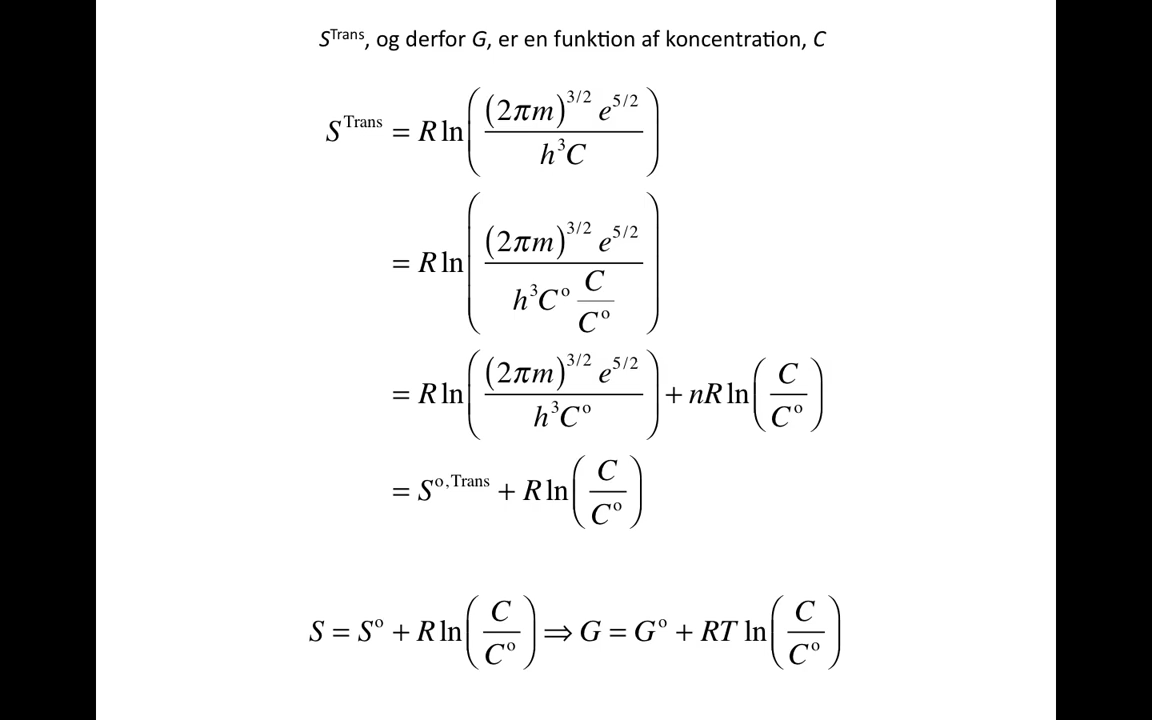 Sᵀʳᵃⁿˢ, og derfor G, er en funktion af koncentration, C
S^Trans = R ln( (2πm)^3/2 e^5/2 / h³C )
= R ln( (2πm)^3/2 e^5/2 / h³C° C/C° )
= R ln( (2πm)^3/2 e^5/2 / h³C° ) + nR ln( C/C° )
= S^o,Trans + R ln( C/C° )
S = S° + R ln( C/C° ) ⇒ G = G° + RT ln( C/C° )